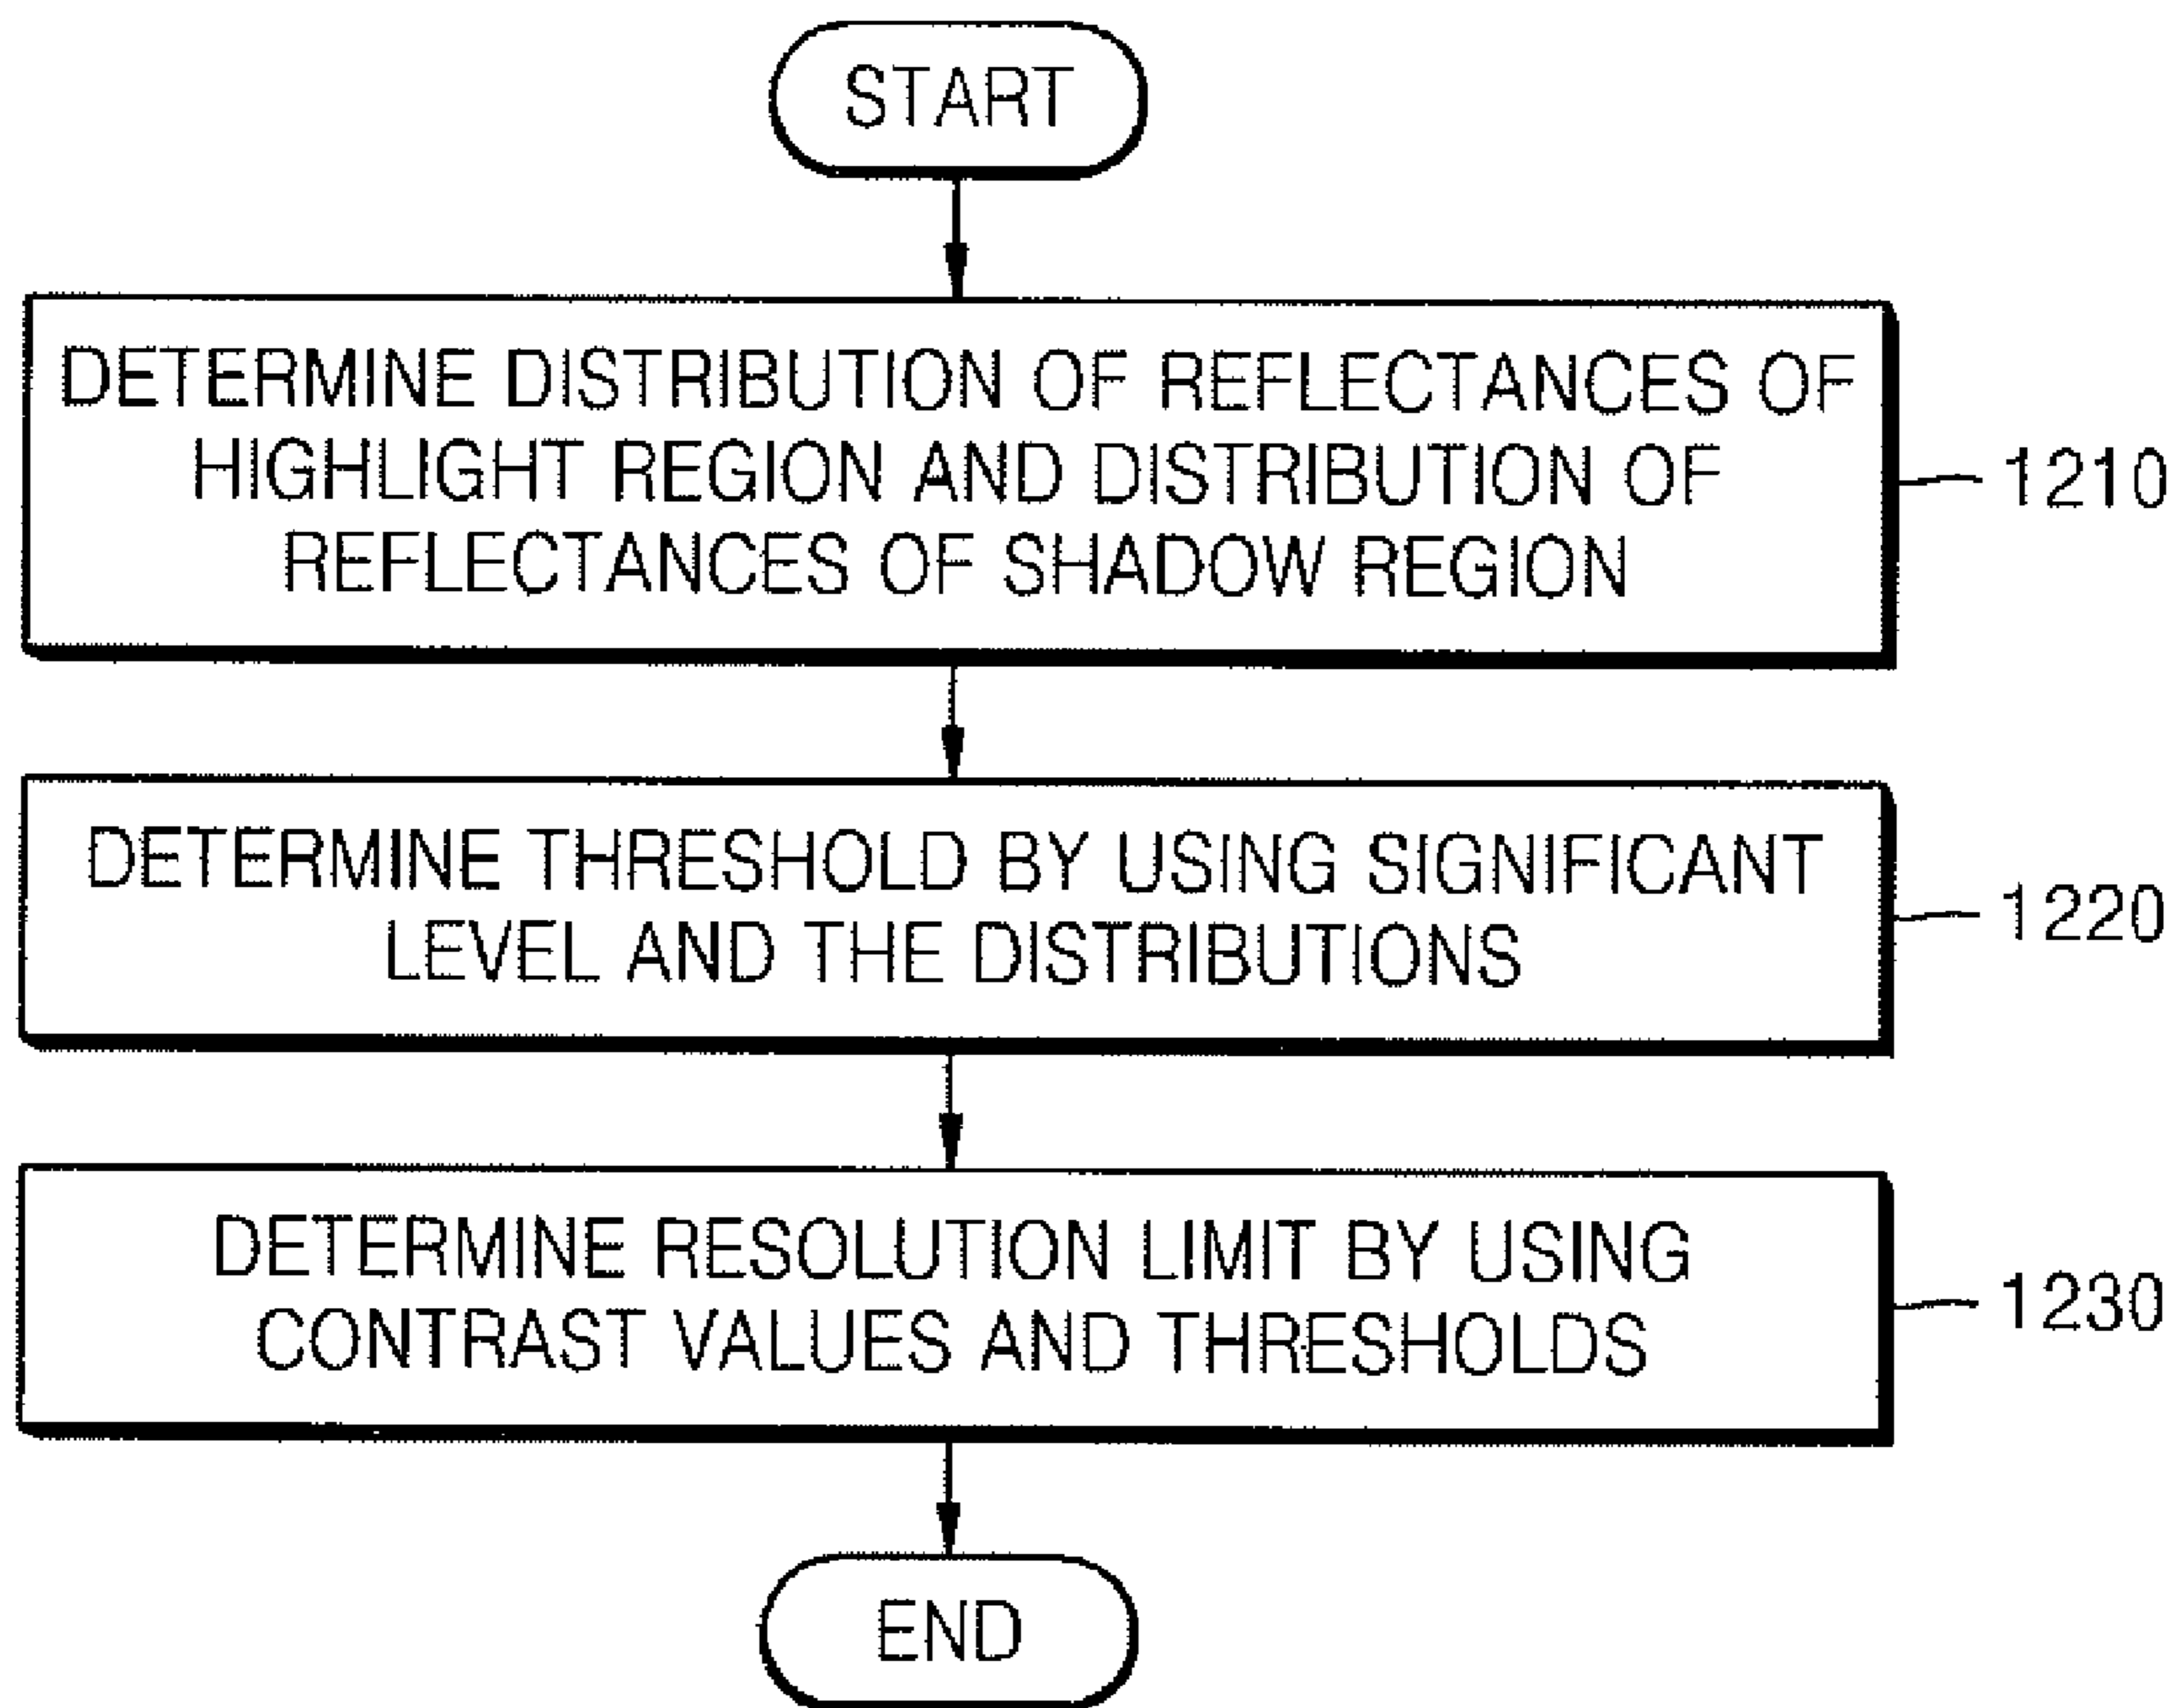 START
DETERMINE DISTRIBUTION OF REFLECTANCES OF
HIGHLIGHT REGION AND DISTRIBUTION OF
REFLECTANCES OF SHADOW REGION
1210
DETERMINE THRESHOLD BY USING SIGNIFICANT
LEVEL AND THE DISTRIBUTIONS
1220
DETERMINE RESOLUTION LIMIT BY USING
CONTRAST VALUES AND THRESHOLDS
1230
END